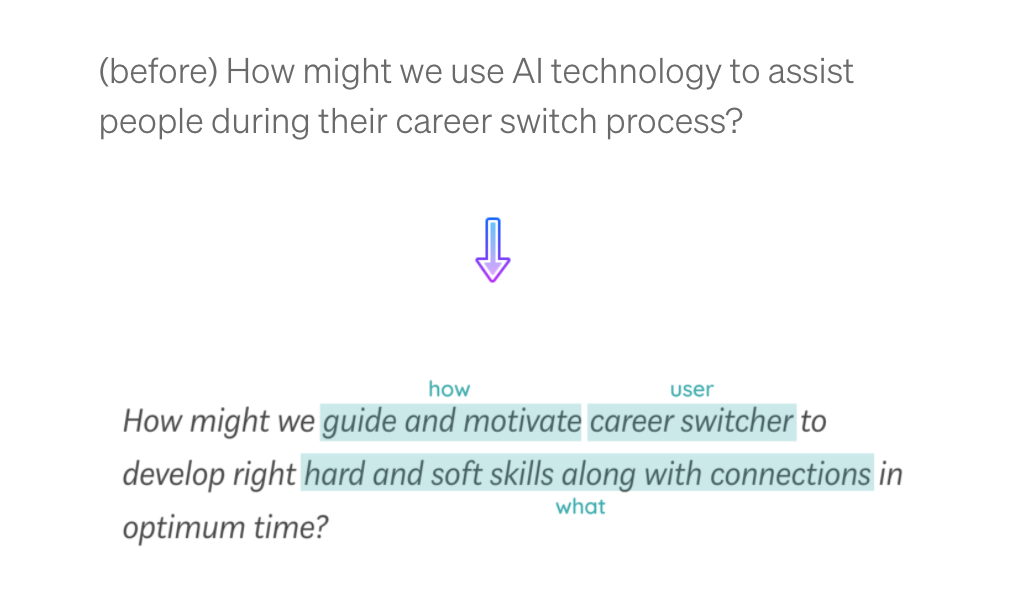 (before) How might we use AI technology to assist
people during their career switch process?
how
user
How might we guide and motivate career switcher to
develop right hard and soft skills along with connections in
what
optimum time?